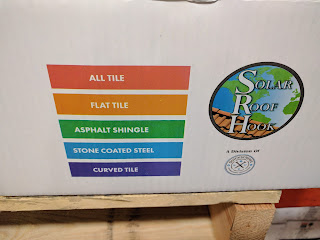 ALL TILE
FLAT TILE
ASPHALT SHINGLE
STONE COATED STEEL
CURVED TILE
SOLAR
ROOF
HOOK
A Division Of